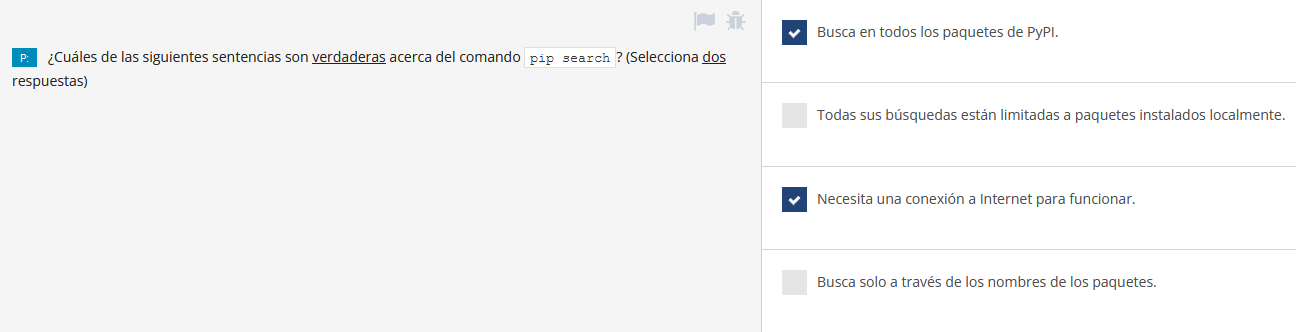 P: ¿Cuáles de las siguientes sentencias son verdaderas acerca del comando pip search? (Selecciona dos
respuestas)
Busca en todos los paquetes de PyPI.
Todas sus búsquedas están limitadas a paquetes instalados localmente.
Necesita una conexión a Internet para funcionar.
Busca solo a través de los nombres de los paquetes.